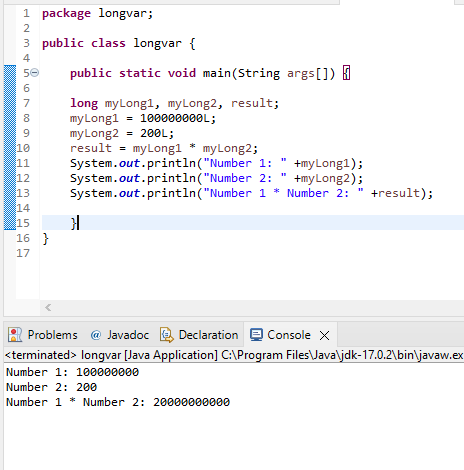 1 package longvar;
2
3 public class longvar {
4
5 public static void main(String args[]) {
6
7 long myLong1, myLong2, result;
8 myLong1 = 100000000L;
9 myLong2 = 200L;
10 result = myLong1 * myLong2;
11 System.out.println("Number 1: " +myLong1);
12 System.out.println("Number 2: " +myLong2);
13 System.out.println("Number 1 * Number 2: " +result);
14
15 }
16 }
17
Problems @ Javadoc Declaration Console
<terminated> longvar [Java Application] C:\Program Files\Java\jdk-17.0.2\bin\javaw.ex
Number 1: 100000000
Number 2: 200
Number 1 * Number 2: 20000000000